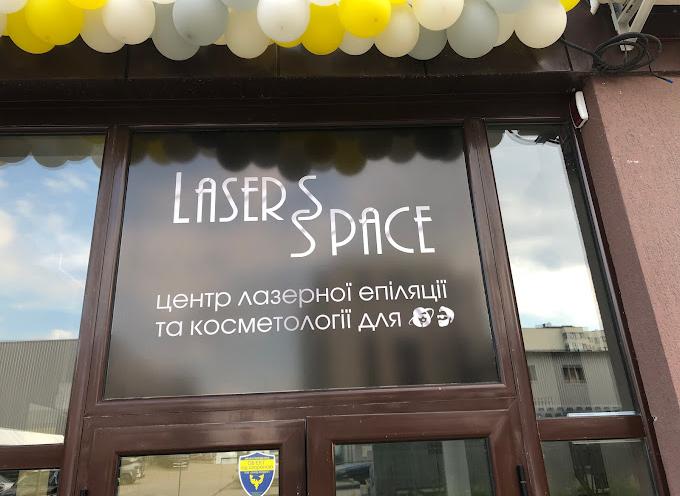 LASERS
SPACE
центр лазерної епіляції
та косметології для